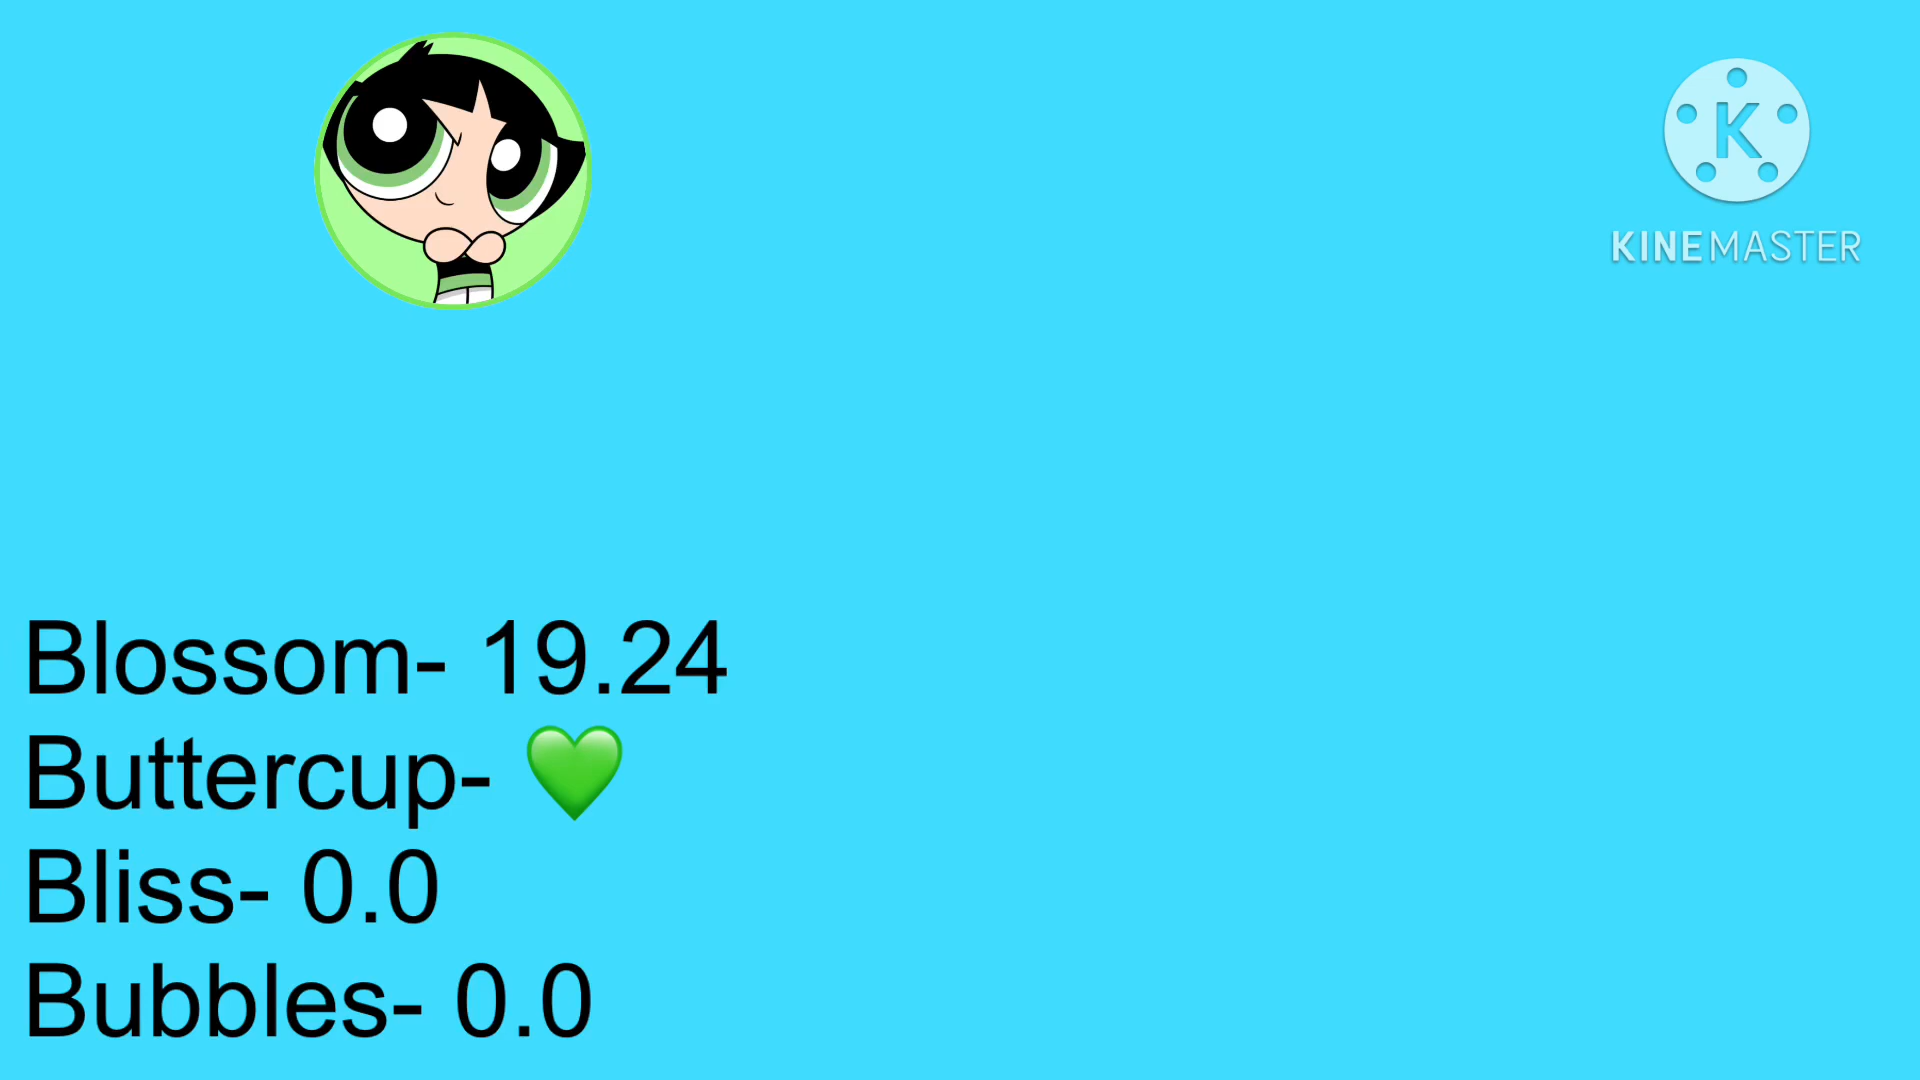 K
KINEMASTER
Blossom- 19.24
Buttercup- 💚
Bliss- 0.0
Bubbles- 0.0